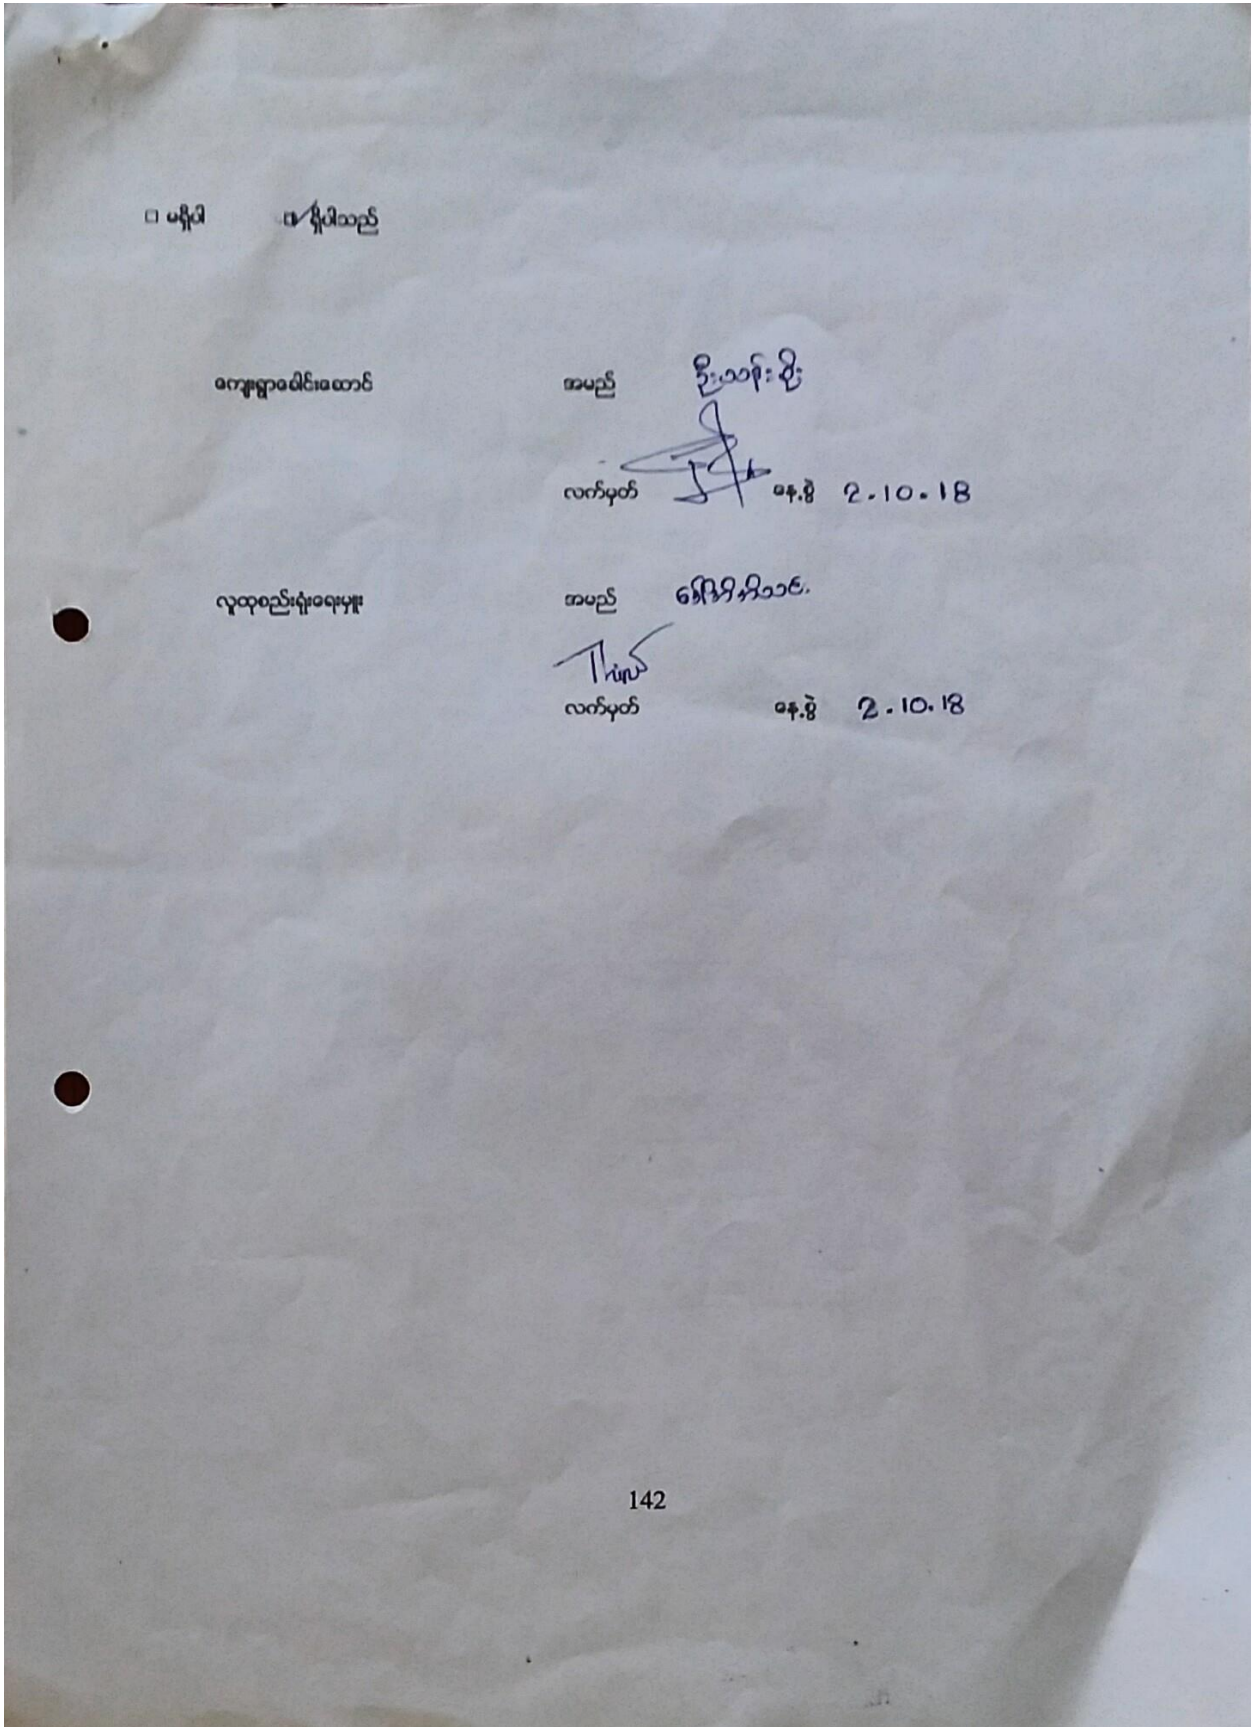 □ မရှိပါ ☑ ရှိပါသည်
ကျေးရွာခေါင်းဆောင် အမည် ဦးသန်းစိုး
လက်မှတ် နေ့စွဲ 2.10.18
လူထုစည်းရုံးရေးမှူး အမည်
လက်မှတ် နေ့စွဲ 2.10.18
142